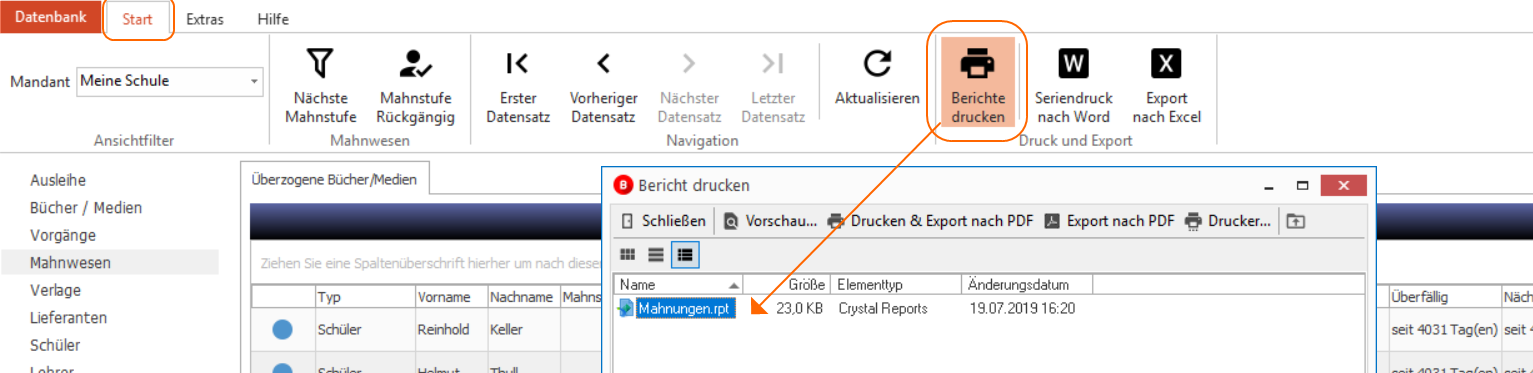 Datenbank Start Extras Hilfe
Mandant Meine Schule
Nächste Mahnstufe
Mahnstufe Rückgängig
Erster Datensatz
Vorheriger Datensatz
Nächster Datensatz
Letzter Datensatz
Aktualisieren
Berichte drucken
W
Seriendruck nach Word
X
Export nach Excel
Ansichtfilter Mahnwesen Navigation Druck und Export
Ausleihe
Bücher / Medien
Vorgänge
Mahnwesen
Verlage
Lieferanten
Schüler
Lehrer
Überzogene Bücher/Medien
Ziehen Sie eine Spaltenüberschrift hierher um nach diese
Typ Vorname Nachname Mahns
Schüler Reinhold Keller
Schüler Helmut Thull
B Bericht drucken
Schließen Vorschau... Drucken & Export nach PDF Export nach PDF Drucker...
Name Größe Elementtyp Änderungsdatum
Mahnungen.rpt 23,0 KB Crystal Reports 19.07.2019 16:20
Überfällig Näch
seit 4031 Tag(en) seit 4
seit 4031 Tag(en) seit 4